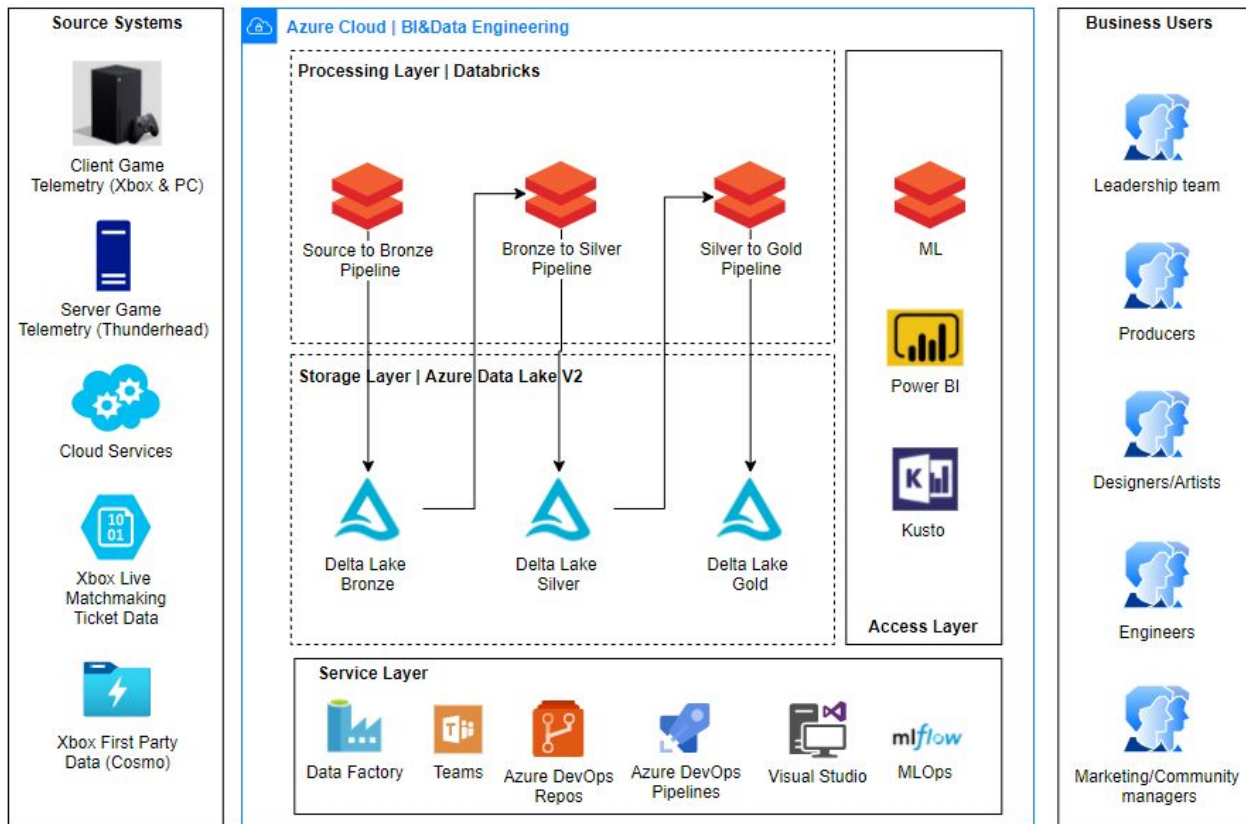 Source Systems
Client Game
Telemetry (Xbox & PC)
Server Game
Telemetry (Thunderhead)
Cloud Services
10
01
Xbox Live
Matchmaking
Ticket Data
Xbox First Party
Data (Cosmo)
Azure Cloud | BI&Data Engineering
Processing Layer | Databricks
Source to Bronze
Pipeline
Bronze to Silver
Pipeline
Silver to Gold
Pipeline
Storage Layer | Azure Data Lake V2
Delta Lake
Bronze
Delta Lake
Silver
Delta Lake
Gold
ML
Power BI
K
Kusto
Access Layer
Service Layer
Data Factory
T
Teams
Azure DevOps
Repos
Azure DevOps
Pipelines
Visual Studio
mlflow
MLOps
Business Users
Leadership team
Producers
Designers/Artists
Engineers
Marketing/Community
managers